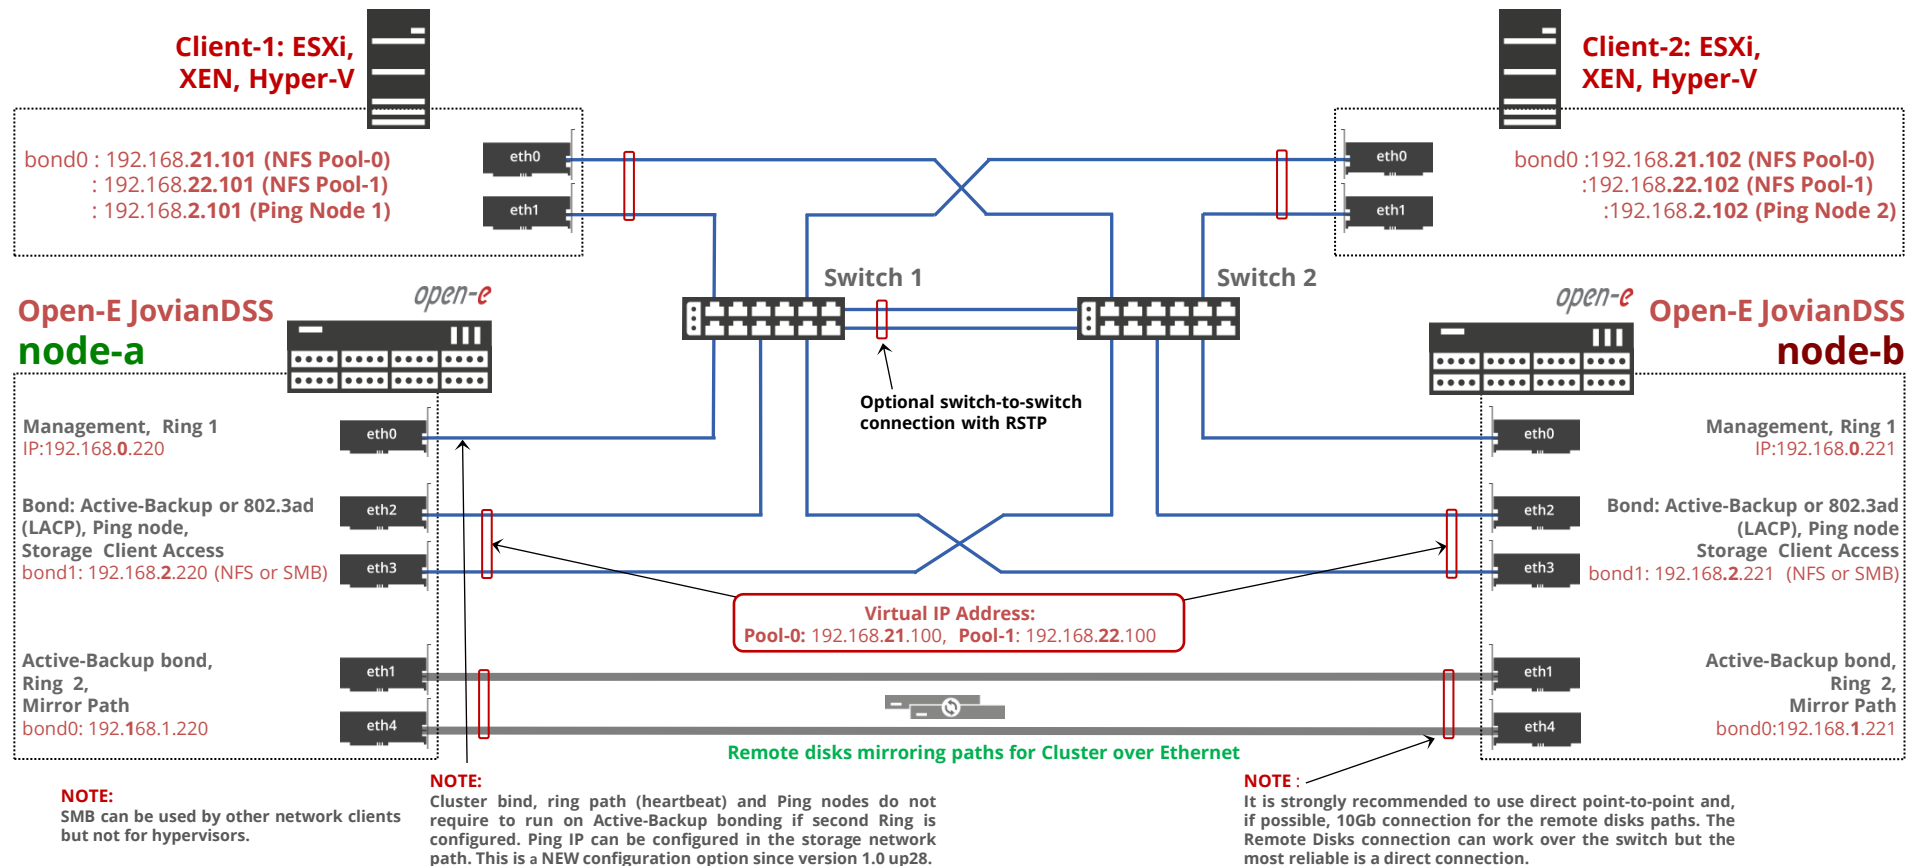 Client-1: ESXi,
XEN, Hyper-V
Client-2: ESXi,
XEN, Hyper-V
bond0 : 192.168.21.101 (NFS Pool-0)
: 192.168.22.101 (NFS Pool-1)
: 192.168.2.101 (Ping Node 1)
eth0
eth1
eth0
eth1
bond0 :192.168.21.102 (NFS Pool-0)
:192.168.22.102 (NFS Pool-1)
:192.168.2.102 (Ping Node 2)
Switch 1
Switch 2
open-e
Open-E JovianDSS
node-a
open-e
Open-E JovianDSS
node-b
Optional switch-to-switch
connection with RSTP
Management, Ring 1
IP:192.168.0.220
eth0
eth0
Management, Ring 1
IP:192.168.0.221
Bond: Active-Backup or 802.3ad
(LACP), Ping node,
Storage Client Access
bond1: 192.168.2.220 (NFS or SMB)
eth2
eth3
eth2
eth3
Bond: Active-Backup or 802.3ad
(LACP), Ping node
Storage Client Access
bond1: 192.168.2.221 (NFS or SMB)
Virtual IP Address:
Pool-0: 192.168.21.100, Pool-1: 192.168.22.100
Active-Backup bond,
Ring 2,
Mirror Path
bond0: 192.168.1.220
eth1
eth4
eth1
eth4
Active-Backup bond,
Ring 2,
Mirror Path
bond0:192.168.1.221
Remote disks mirroring paths for Cluster over Ethernet
NOTE:
SMB can be used by other network clients
but not for hypervisors.
NOTE:
Cluster bind, ring path (heartbeat) and Ping nodes do not
require to run on Active-Backup bonding if second Ring is
configured. Ping IP can be configured in the storage network
path. This is a NEW configuration option since version 1.0 up28.
NOTE :
It is strongly recommended to use direct point-to-point and,
if possible, 10Gb connection for the remote disks paths. The
Remote Disks connection can work over the switch but the
most reliable is a direct connection.